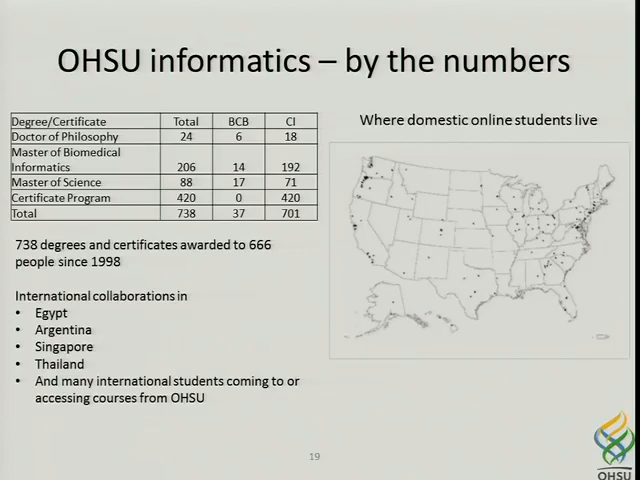 OHSU informatics – by the numbers
Degree/Certificate Total BCB CI
Doctor of Philosophy 24 6 18
Master of Biomedical
Informatics 206 14 192
Master of Science 88 17 71
Certificate Program 420 0 420
Total 738 37 701
738 degrees and certificates awarded to 666
people since 1998
International collaborations in
• Egypt
• Argentina
• Singapore
• Thailand
• And many international students coming to or
accessing courses from OHSU
Where domestic online students live
19
OHSU